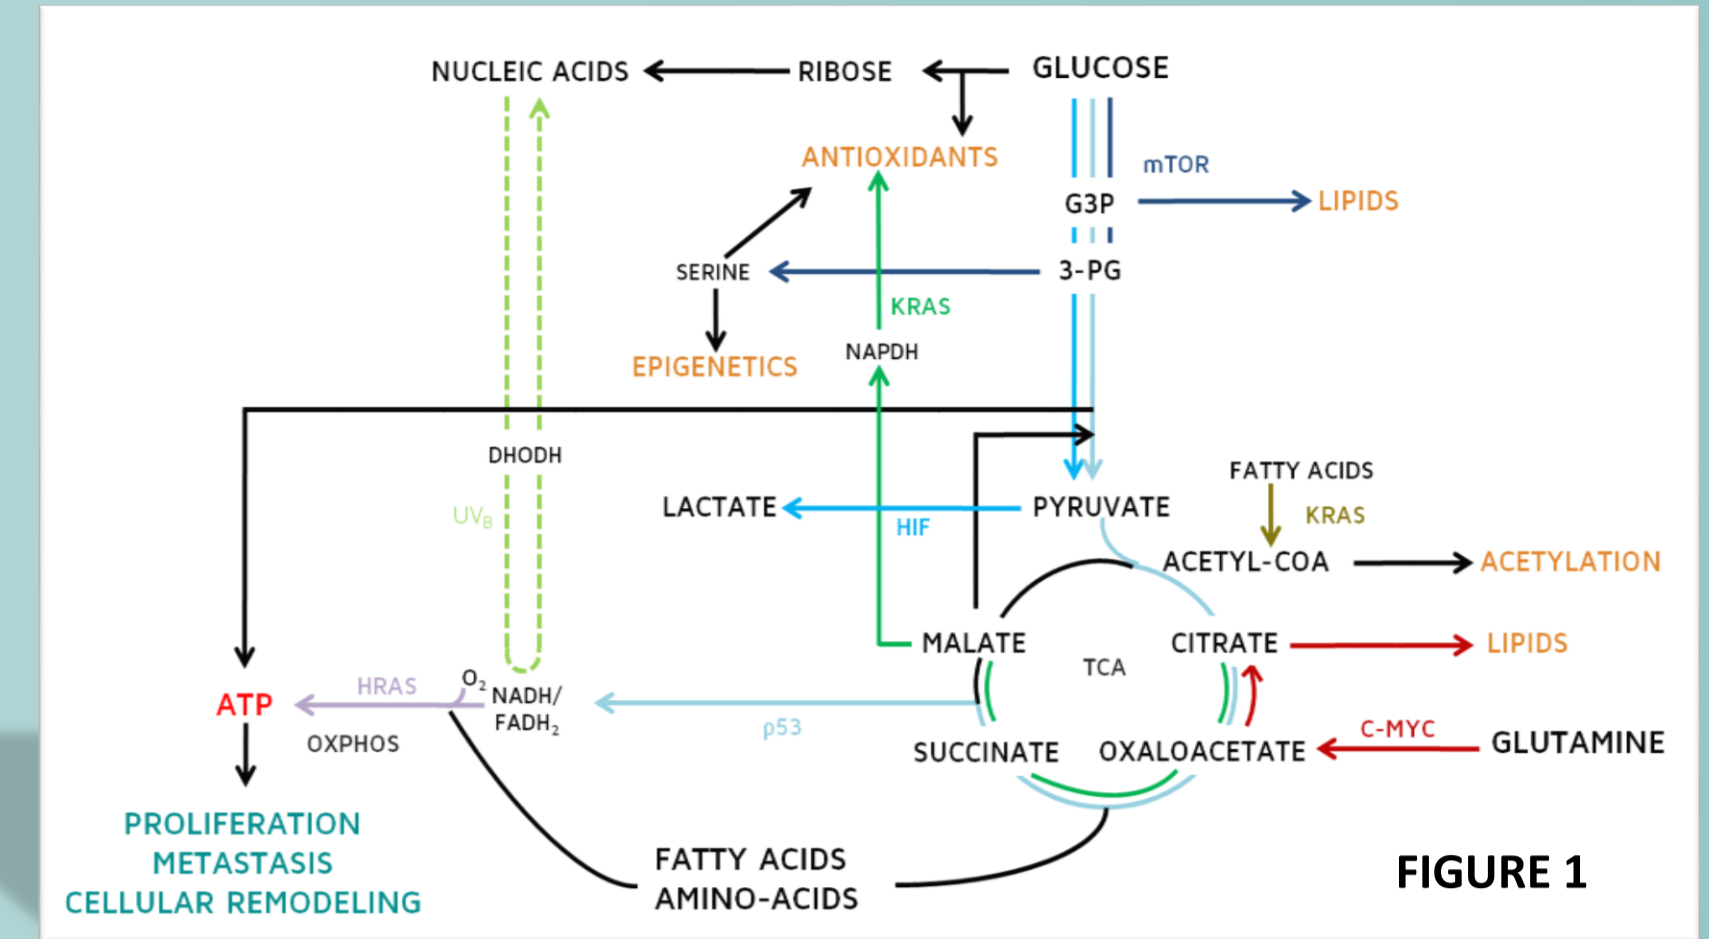 NUCLEIC ACIDS
RIBOSE
GLUCOSE
ANTIOXIDANTS
mTOR
G3P
LIPIDS
SERINE
3-PG
KRAS
NAPDH
EPIGENETICS
DHODH
FATTY ACIDS
UVB
LACTATE
HIF
PYRUVATE
KRAS
ACETYL-COA
ACETYLATION
MALATE
TCA
CITRATE
LIPIDS
HRAS
O2
NADH/
FADH2
ATP
OXPHOS
p53
SUCCINATE
OXALOACETATE
C-MYC
GLUTAMINE
PROLIFERATION
METASTASIS
CELLULAR REMODELING
FATTY ACIDS
AMINO-ACIDS
FIGURE 1